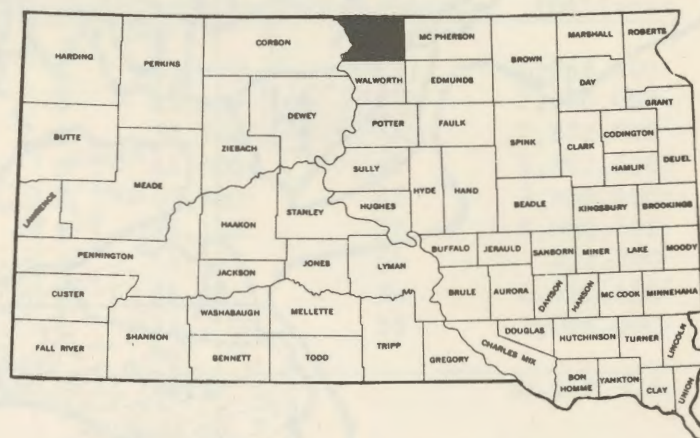 HARDING
PERKINS
CORSON
MC PHERSON
BROWN
MARSHALL
ROBERTS
WALWORTH
EDMUNDS
DAY
GRANT
BUTTE
MEADE
ZIEBACH
DEWEY
POTTER
FAULK
SPINK
CLARK
CODINGTON
HAMLIN
DEUEL
LAWRENCE
HAAKON
STANLEY
SULLY
HUGHES
HYDE
HAND
BEADLE
KINGSBURY
BROOKINGS
PENNINGTON
JACKSON
JONES
LYMAN
BUFFALO
JERAULD
SANBORN
MINER
LAKE
MOODY
CUSTER
BRULE
AURORA
DAVISON
HANSON
MC COOK
MINNEHAHA
FALL RIVER
SHANNON
WASHABAUGH
MELLETTE
BENNETT
TODD
TRIPP
GREGORY
CHARLES MIX
DOUGLAS
HUTCHINSON
TURNER
LINCOLN
BON
HOMME
YANKTON
CLAY
UNION